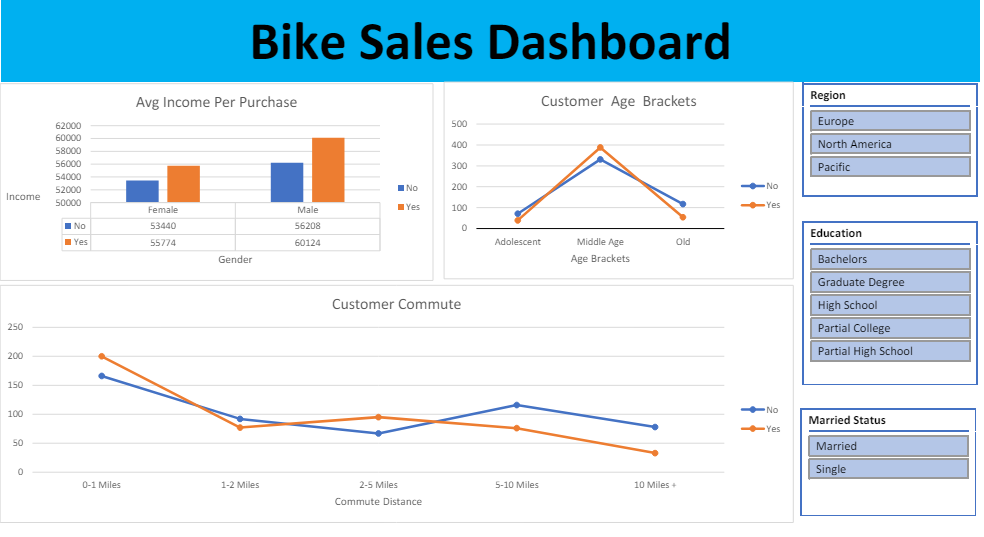 Bike Sales Dashboard
Avg Income Per Purchase
62000
60000
58000
56000
54000
52000
50000
Income
Female Male
No 53440 56208
Yes 55774 60124
Gender
No
Yes
Customer Age Brackets
500
400
300
200
100
0
Adolescent Middle Age Old
Age Brackets
No
Yes
Customer Commute
250
200
150
100
50
0
0-1 Miles 1-2 Miles 2-5 Miles 5-10 Miles 10 Miles +
Commute Distance
No
Yes
Region
Europe
North America
Pacific
Education
Bachelors
Graduate Degree
High School
Partial College
Partial High School
Married Status
Married
Single